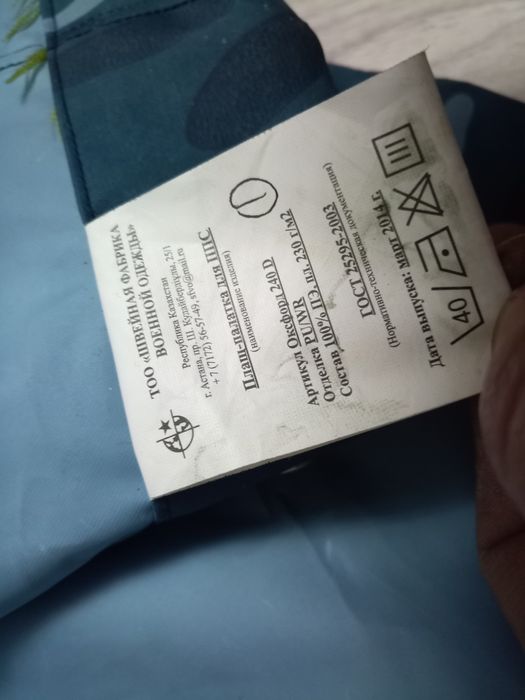 ТОО «ШВЕЙНАЯ ФАБРИКА
ВОЕННОЙ ОДЕЖДЫ»
Республика Казахстан
г. Астана, пр. Ш. Кудайбердыулы, 25/1
+7 (7172) 56-57-49, sfvo@mail.ru
Плащ-палатка для ППС
(наименование изделия)
I
Артикул Оксфорд 240 D
Отделка PU/WR
Состав 100% ПЭ, пл. 230 г/м2
ГОСТ 25295-2003
(Нормативно-техническая документация)
Дата выпуска: март 2014 г.
40